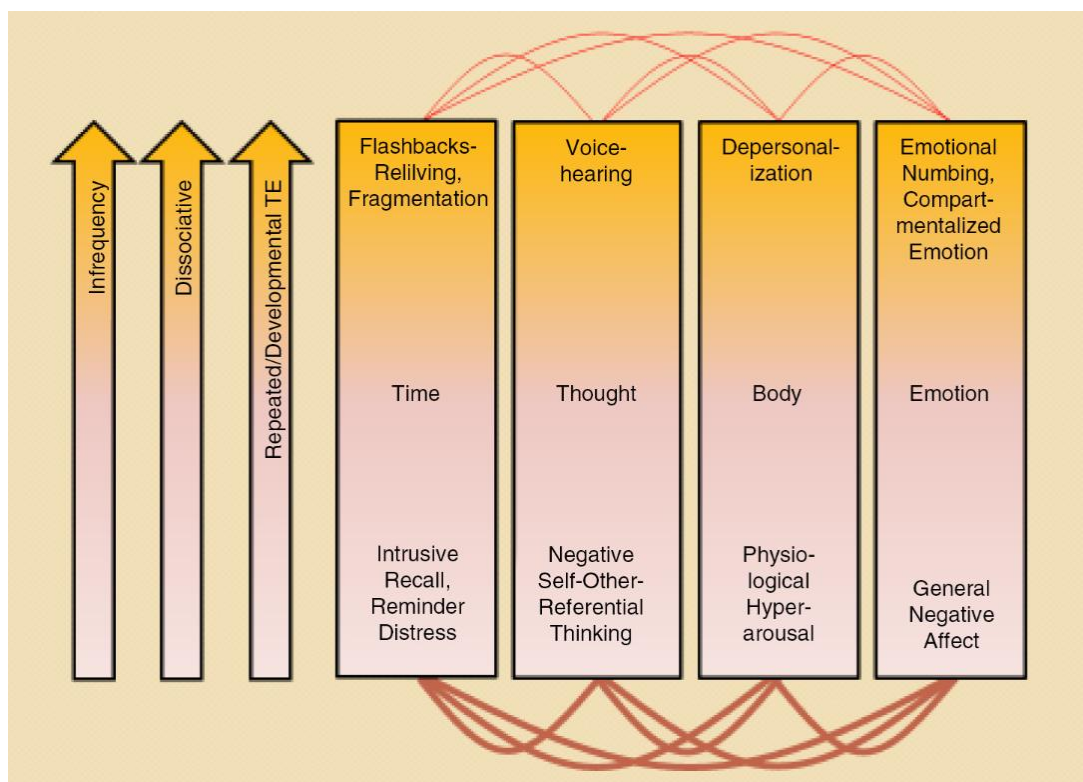 Infrequency
Dissociative
Repeated/Developmental TE
Flashbacks-
Relilving,
Fragmentation
Time
Intrusive
Recall,
Reminder
Distress
Voice-
hearing
Thought
Negative
Self-Other-
Referential
Thinking
Depersonal-
ization
Body
Physio-
logical
Hyper-
arousal
Emotional
Numbing,
Compart-
mentalized
Emotion
Emotion
General
Negative
Affect